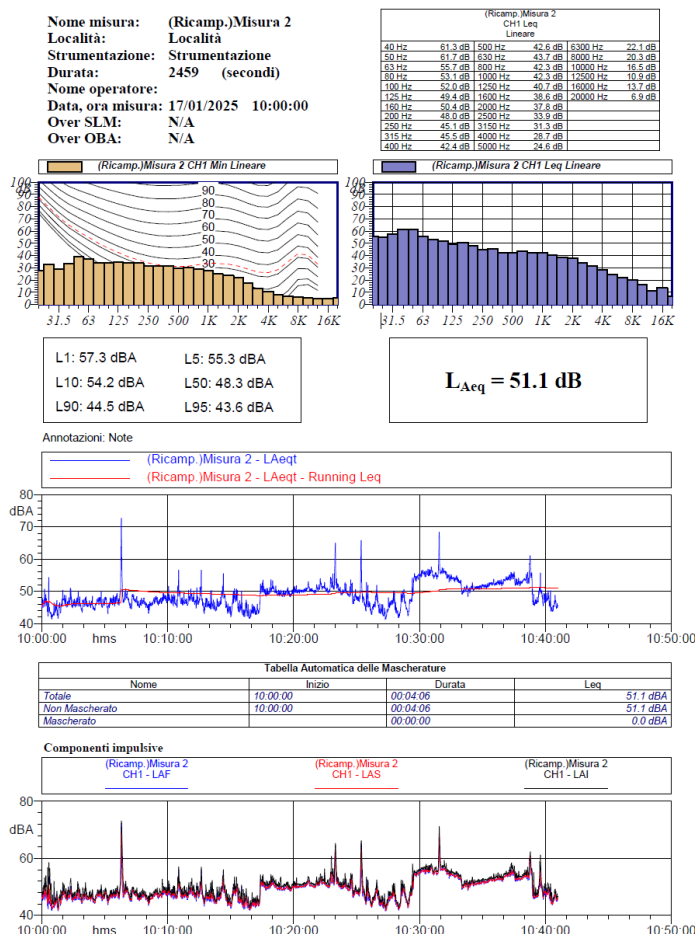 Nome misura: (Ricamp.)Misura 2
Località: Località
Strumentazione: Strumentazione
Durata: 2459 (secondi)
Nome operatore:
Data, ora misura: 17/01/2025 10:00:00
Over SLM: N/A
Over OBA: N/A
(Ricamp.)Misura 2
CH1 Leq
Lineare
40 Hz 61.3 dB 500 Hz 42.6 dB 6300 Hz 22.1 dB
50 Hz 61.7 dB 630 Hz 43.7 dB 8000 Hz 20.3 dB
63 Hz 55.7 dB 800 Hz 42.3 dB 10000 Hz 16.5 dB
80 Hz 53.1 dB 1000 Hz 42.3 dB 12500 Hz 10.9 dB
100 Hz 52.0 dB 1250 Hz 40.7 dB 16000 Hz 13.7 dB
125 Hz 49.4 dB 1600 Hz 38.6 dB 20000 Hz 6.9 dB
160 Hz 50.4 dB 2000 Hz 37.8 dB
200 Hz 48.0 dB 2500 Hz 33.9 dB
250 Hz 45.1 dB 3150 Hz 31.3 dB
315 Hz 45.5 dB 4000 Hz 28.7 dB
400 Hz 42.4 dB 5000 Hz 24.6 dB
(Ricamp.)Misura 2 CH1 Min Lineare
100
dB
90
80
70
60
50
40
30
20
10
0
90
80
70
60
50
40
30
31.5 63 125 250 500 1K 2K 4K 8K 16K
(Ricamp.)Misura 2 CH1 Leq Lineare
100
dB
90
80
70
60
50
40
30
20
10
0
31.5 63 125 250 500 1K 2K 4K 8K 16K
L1: 57.3 dBA L5: 55.3 dBA
L10: 54.2 dBA L50: 48.3 dBA
L90: 44.5 dBA L95: 43.6 dBA
LAeq = 51.1 dB
Annotazioni: Note
(Ricamp.)Misura 2 - LAeqt
(Ricamp.)Misura 2 - LAeqt - Running Leq
80
dBA
70
60
50
40
10:00:00 hms 10:10:00 10:20:00 10:30:00 10:40:00 10:50:00
Tabella Automatica delle Mascherature
Nome Inizio Durata Leq
Totale 10:00:00 00:04:06 51.1 dBA
Non Mascherato 10:00:00 00:04:06 51.1 dBA
Mascherato 00:00:00 0.0 dBA
Componenti impulsive
(Ricamp.)Misura 2 (Ricamp.)Misura 2 (Ricamp.)Misura 2
CH1 - LAF CH1 - LAS CH1 - LAI
80
dBA
60
40
10:00:00 hms 10:10:00 10:20:00 10:30:00 10:40:00 10:50:00